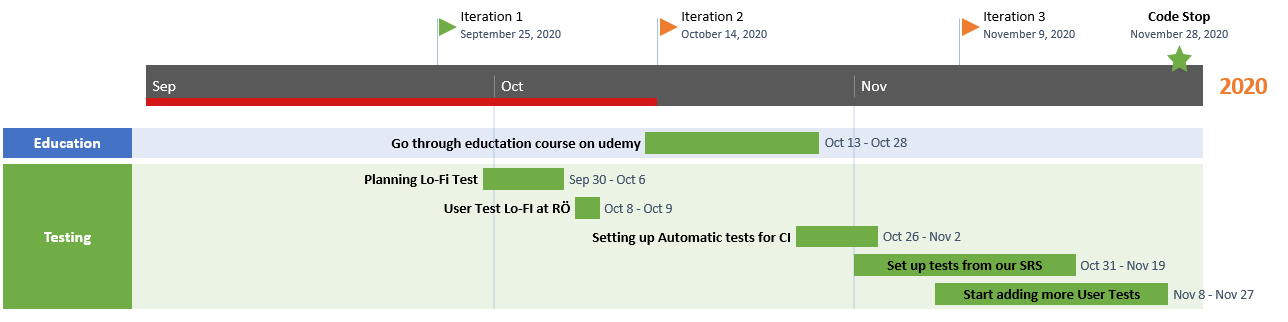 Iteration 1
September 25, 2020
Iteration 2
October 14, 2020
Iteration 3
November 9, 2020
Code Stop
November 28, 2020
Sep
Oct
Nov
2020
Education
Go through eductation course on udemy
Oct 13 - Oct 28
Testing
Planning Lo-Fi Test
Sep 30 - Oct 6
User Test Lo-FI at RÖ
Oct 8 - Oct 9
Setting up Automatic tests for CI
Oct 26 - Nov 2
Set up tests from our SRS
Oct 31 - Nov 19
Start adding more User Tests
Nov 8 - Nov 27